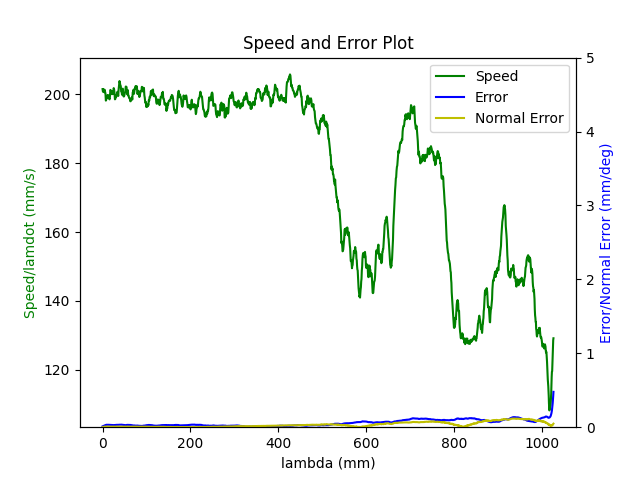 Speed and Error Plot
Speed
Error
Normal Error
200
180
160
140
120
5
4
3
2
1
0
Speed/lamdot (mm/s)
Error/Normal Error (mm/deg)
0 200 400 600 800 1000
lambda (mm)